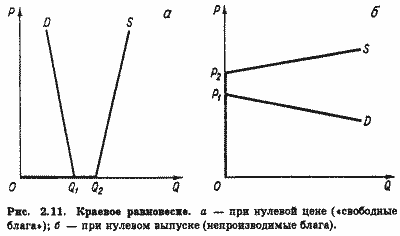 P
a
D
S
O
Q₁
Q₂
Q
P
б
S
P₂
P₁
D
O
Q
Рис. 2.11. Краевое равновесие. а — при нулевой цене («свободные
блага»); б — при нулевом выпуске (непроизводимые блага).